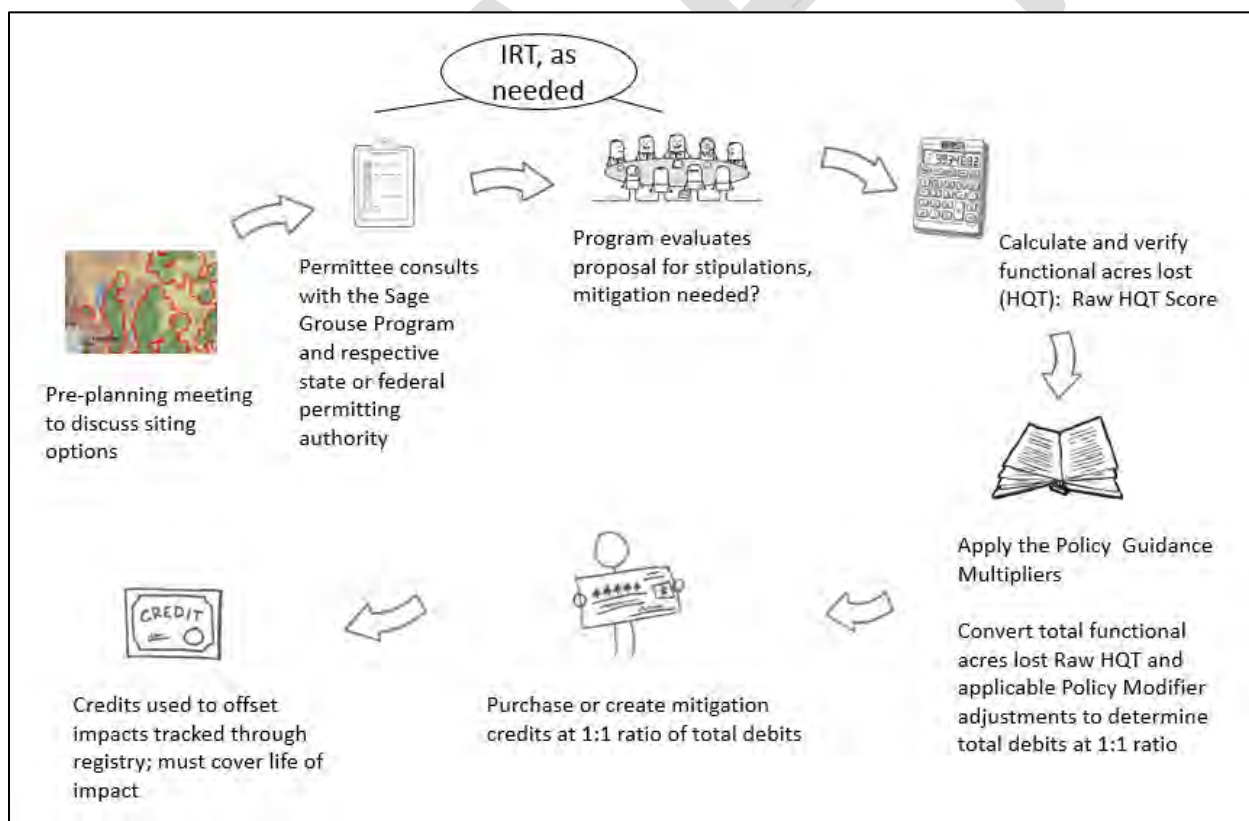 IRT, as
needed
Pre-planning meeting
to discuss siting
options
Permittee consults
with the Sage
Grouse Program
and respective
state or federal
permitting
authority
Program evaluates
proposal for stipulations,
mitigation needed?
Calculate and verify
functional acres lost
(HQT): Raw HQT Score
Apply the Policy Guidance
Multipliers
Convert total functional
acres lost Raw HQT and
applicable Policy Modifier
adjustments to determine
total debits at 1:1 ratio
Purchase or create mitigation
credits at 1:1 ratio of total debits
CREDIT
Credits used to offset
impacts tracked through
registry; must cover life of
impact